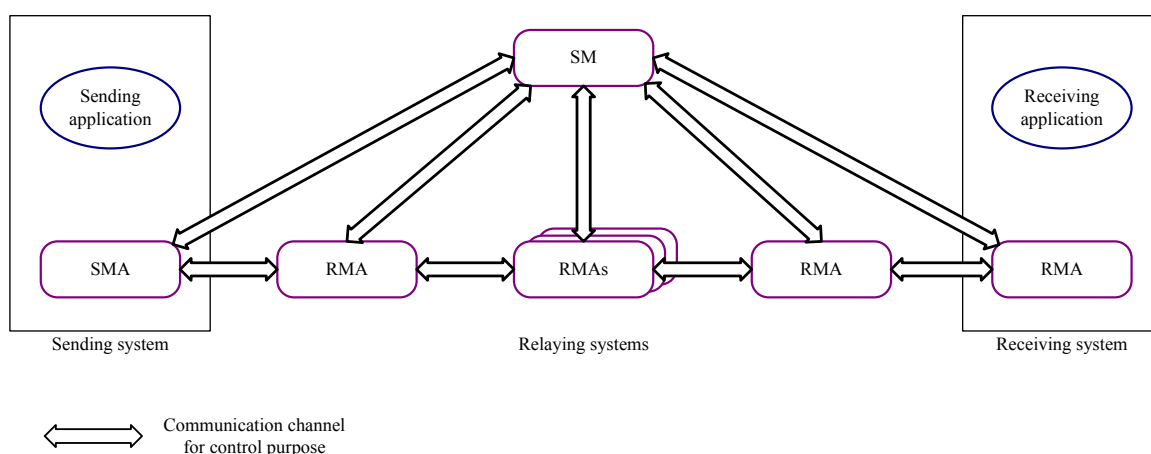 SM
Sending
application
Receiving
application
SMA
RMA
RMAs
RMA
RMA
Sending system
Relaying systems
Receiving system
Communication channel
for control purpose